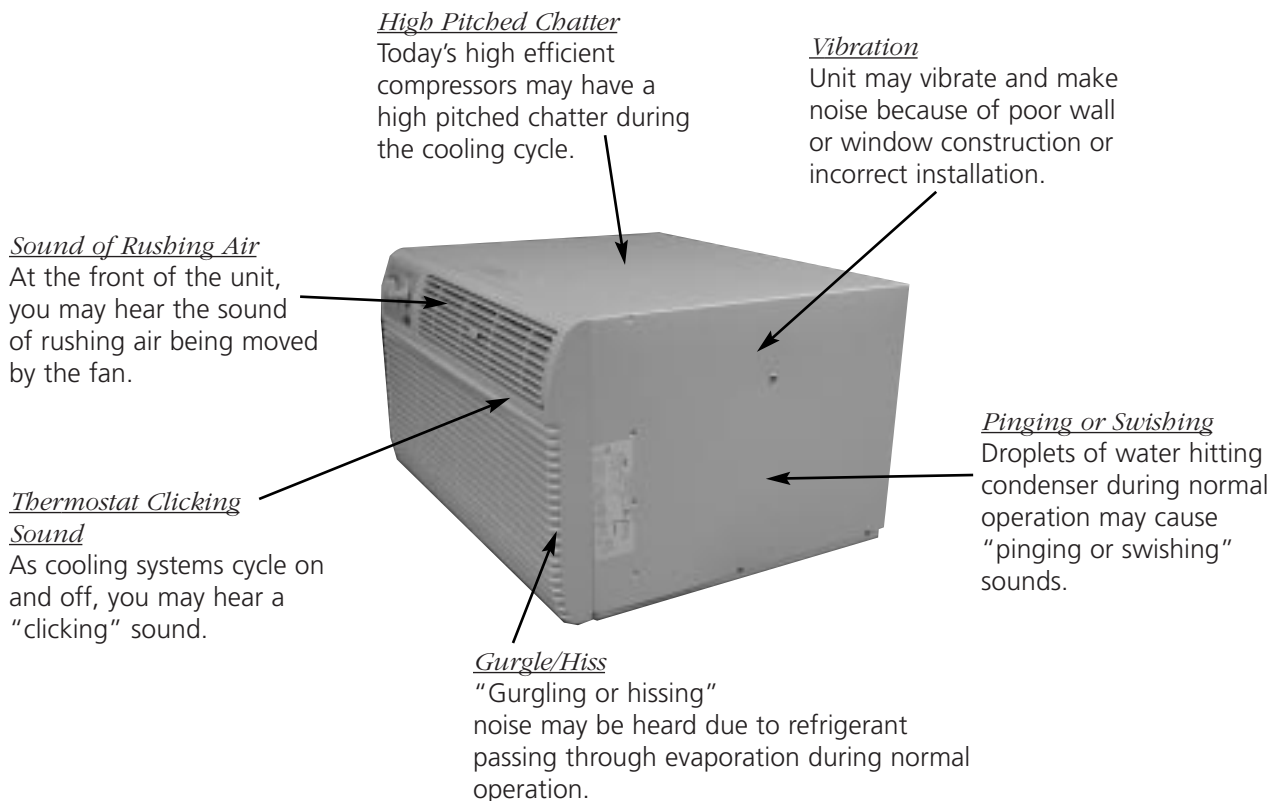 High Pitched Chatter
Today's high efficient
compressors may have a
high pitched chatter during
the cooling cycle.
Vibration
Unit may vibrate and make
noise because of poor wall
or window construction or
incorrect installation.
Sound of Rushing Air
At the front of the unit,
you may hear the sound
of rushing air being moved
by the fan.
Pinging or Swishing
Droplets of water hitting
condenser during normal
operation may cause
“pinging or swishing”
sounds.
Thermostat Clicking
Sound
As cooling systems cycle on
and off, you may hear a
“clicking” sound.
Gurgle/Hiss
“Gurgling or hissing”
noise may be heard due to refrigerant
passing through evaporation during normal
operation.